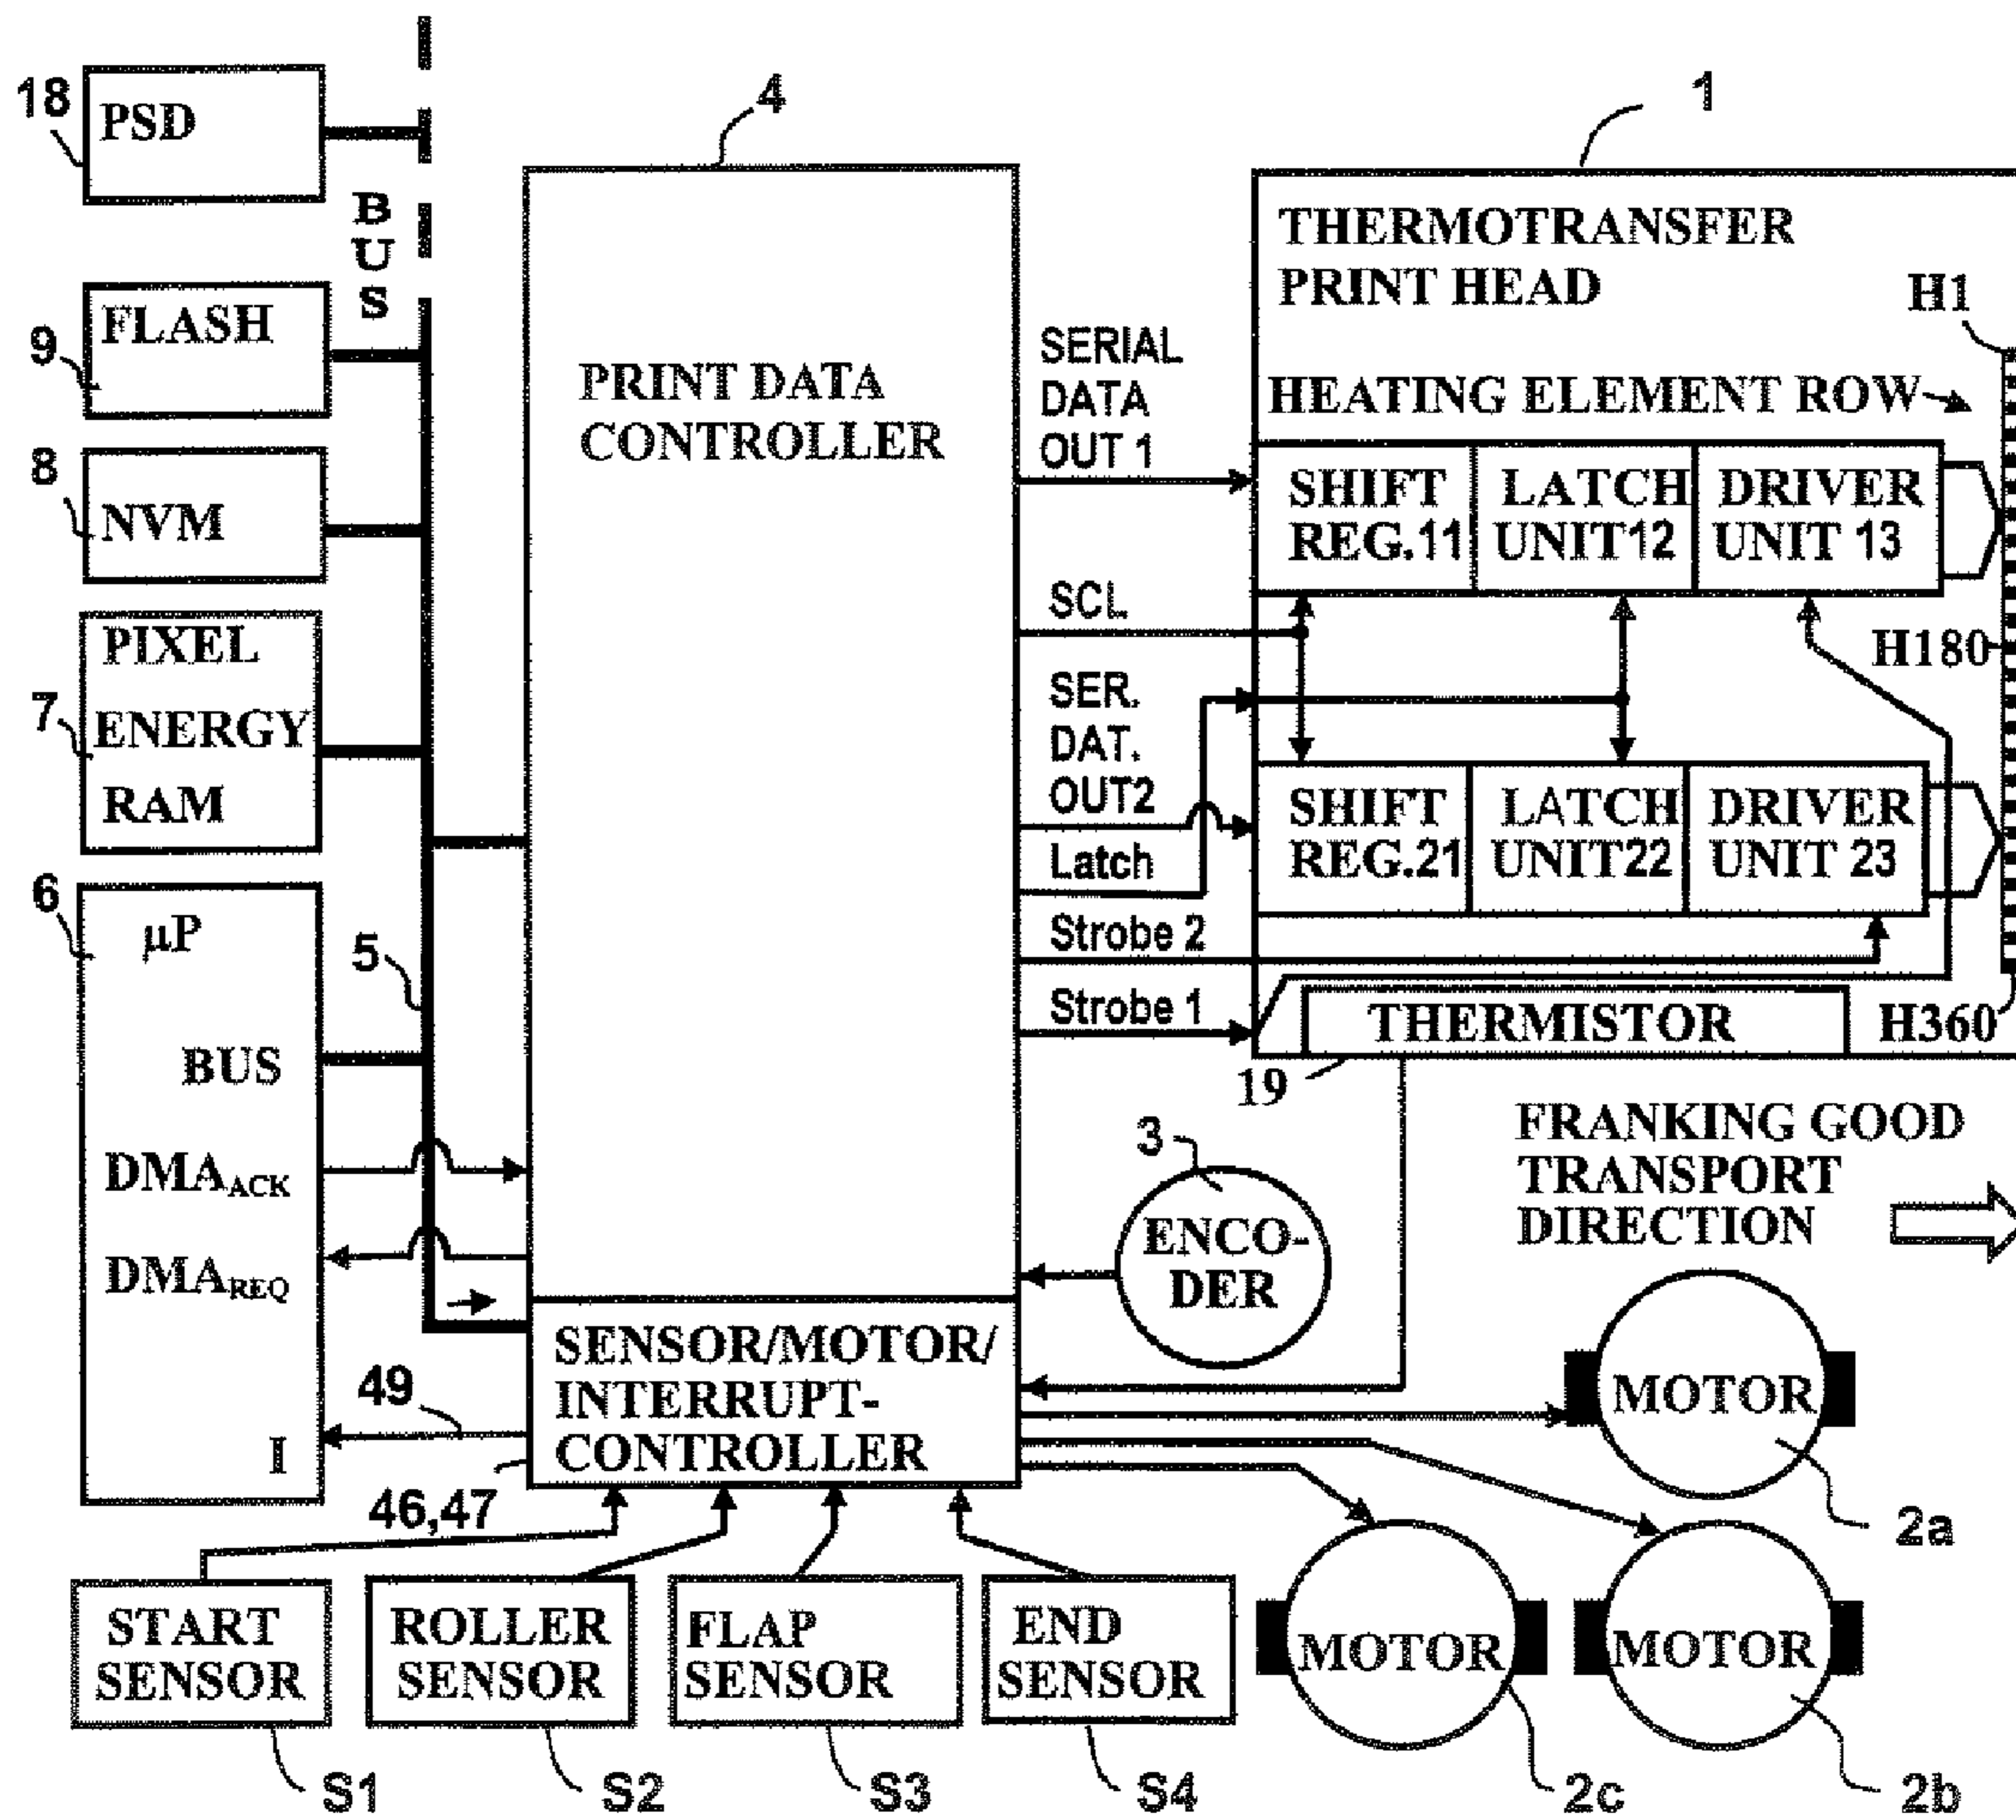 18
PSD
B
U
S
9
FLASH
8
NVM
7
PIXEL
ENERGY
RAM
6
µP
5
BUS
DMA ACK
DMA REQ
49
I
46,47
4
PRINT DATA
CONTROLLER
SENSOR/MOTOR/
INTERRUPT-
CONTROLLER
SERIAL
DATA
OUT 1
SCL
SER.
DAT.
OUT2
Latch
Strobe 2
Strobe 1
1
THERMOTRANSFER
PRINT HEAD
H1
HEATING ELEMENT ROW
SHIFT
REG.11
LATCH
UNIT12
DRIVER
UNIT 13
H180
SHIFT
REG.21
LATCH
UNIT22
DRIVER
UNIT 23
THERMISTOR
H360
19
3
ENCO-
DER
FRANKING GOOD
TRANSPORT
DIRECTION
MOTOR
2a
MOTOR
2c
MOTOR
2b
START
SENSOR
S1
ROLLER
SENSOR
S2
FLAP
SENSOR
S3
END
SENSOR
S4